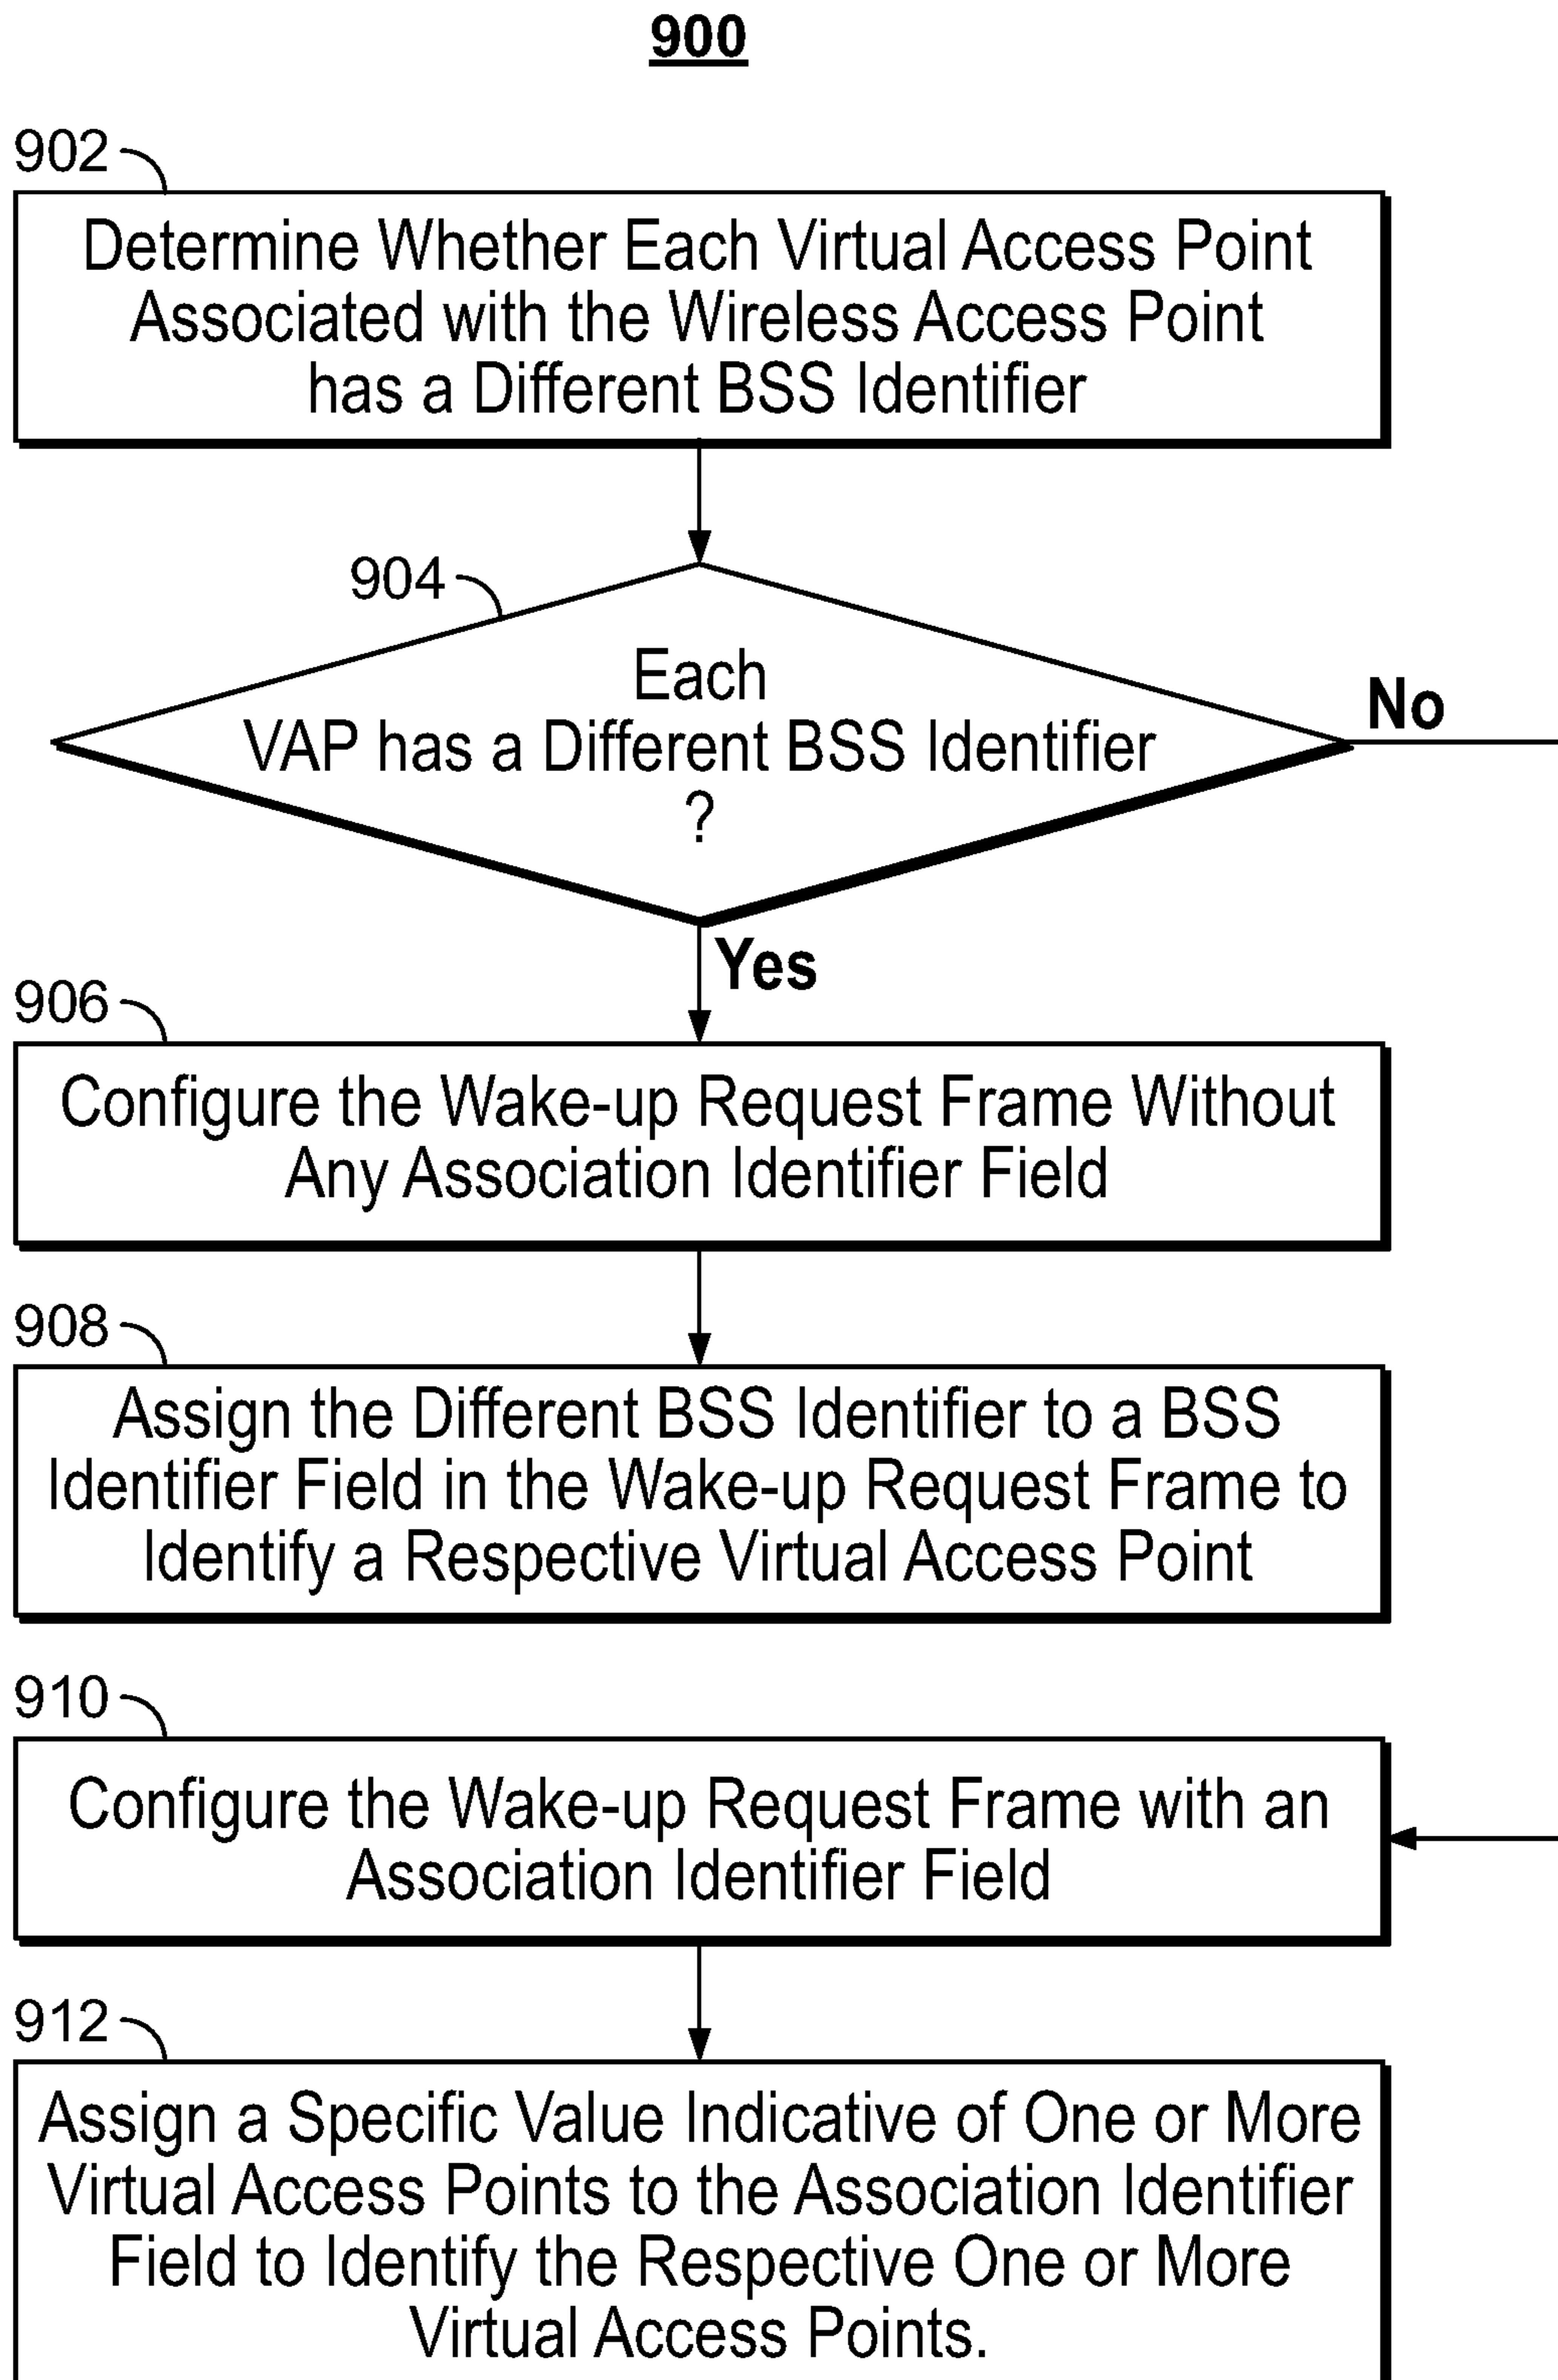 900
902
Determine Whether Each Virtual Access Point
Associated with the Wireless Access Point
has a Different BSS Identifier
904
Each
VAP has a Different BSS Identifier
?
No
Yes
906
Configure the Wake-up Request Frame Without
Any Association Identifier Field
908
Assign the Different BSS Identifier to a BSS
Identifier Field in the Wake-up Request Frame to
Identify a Respective Virtual Access Point
910
Configure the Wake-up Request Frame with an
Association Identifier Field
912
Assign a Specific Value Indicative of One or More
Virtual Access Points to the Association Identifier
Field to Identify the Respective One or More
Virtual Access Points.